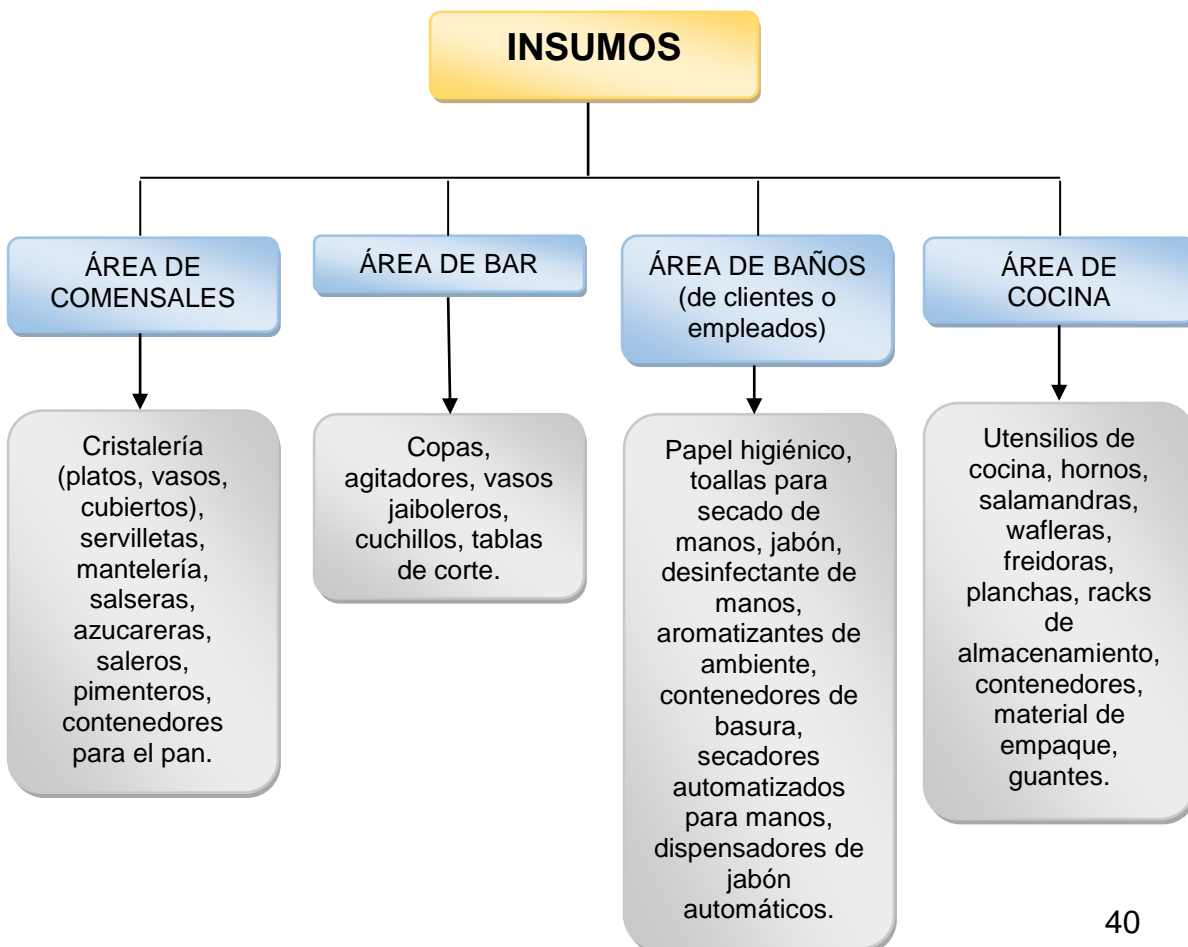 INSUMOS
ÁREA DE
COMENSALES
ÁREA DE BAR
ÁREA DE BAÑOS
(de clientes o
empleados)
ÁREA DE
COCINA
Cristalería
(platos, vasos,
cubiertos),
servilletas,
mantelería,
salseras,
azucareras,
saleros,
pimenteros,
contenedores
para el pan.
Copas,
agitadores, vasos
jaiboleros,
cuchillos, tablas
de corte.
Papel higiénico,
toallas para
secado de
manos, jabón,
desinfectante de
manos,
aromatizantes de
ambiente,
contenedores de
basura,
secadores
automatizados
para manos,
dispensadores de
jabón
automáticos.
Utensilios de
cocina, hornos,
salamandras,
wafleras,
freidoras,
planchas, racks
de
almacenamiento,
contenedores,
material de
empaque,
guantes.
40